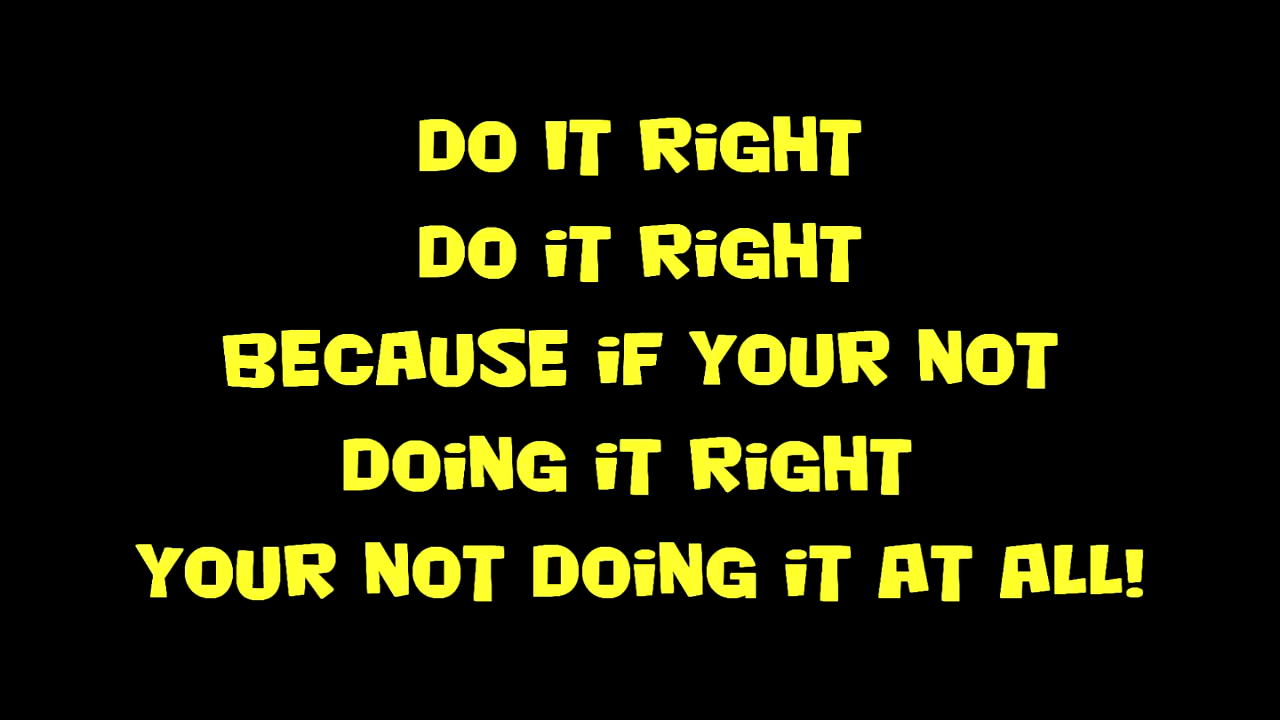 DO IT RIGHT
DO iT RiGHT
BECAUSE iF YOUR NOT
DOiNG iT RiGHT
YOUR NOT DOiNG iT AT ALL!